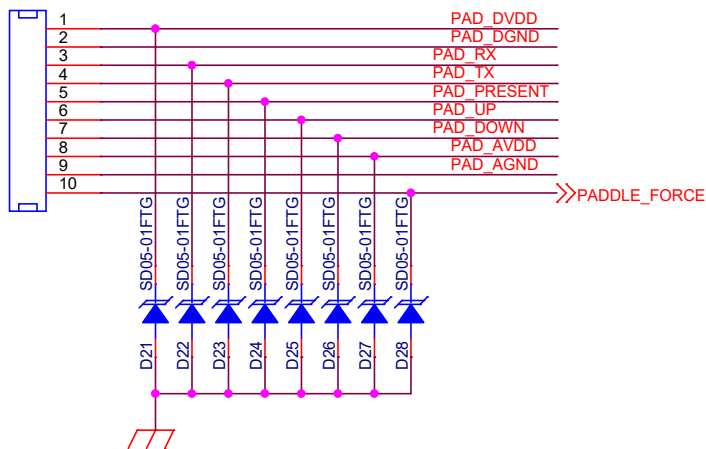 1 PAD_DVDD
2 PAD_DGND
3 PAD_RX
4 PAD_TX
5 PAD_PRESENT
6 PAD_UP
7 PAD_DOWN
8 PAD_AVDD
9 PAD_AGND
10 PADDLE_FORCE
SD05-01FTG
SD05-01FTG
SD05-01FTG
SD05-01FTG
SD05-01FTG
SD05-01FTG
SD05-01FTG
SD05-01FTG
D21
D22
D23
D24
D25
D26
D27
D28